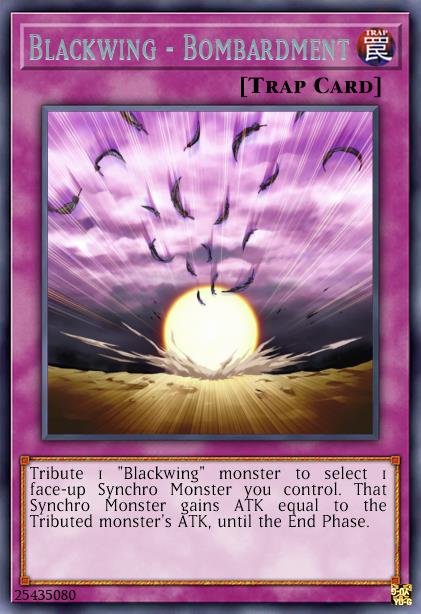 Blackwing - Bombardment
TRAP
罠
[Trap Card]
Tribute 1 "Blackwing" monster to select 1
face-up Synchro Monster you control. That
Synchro Monster gains ATK equal to the
Tributed monster's ATK, until the End Phase.
25435080